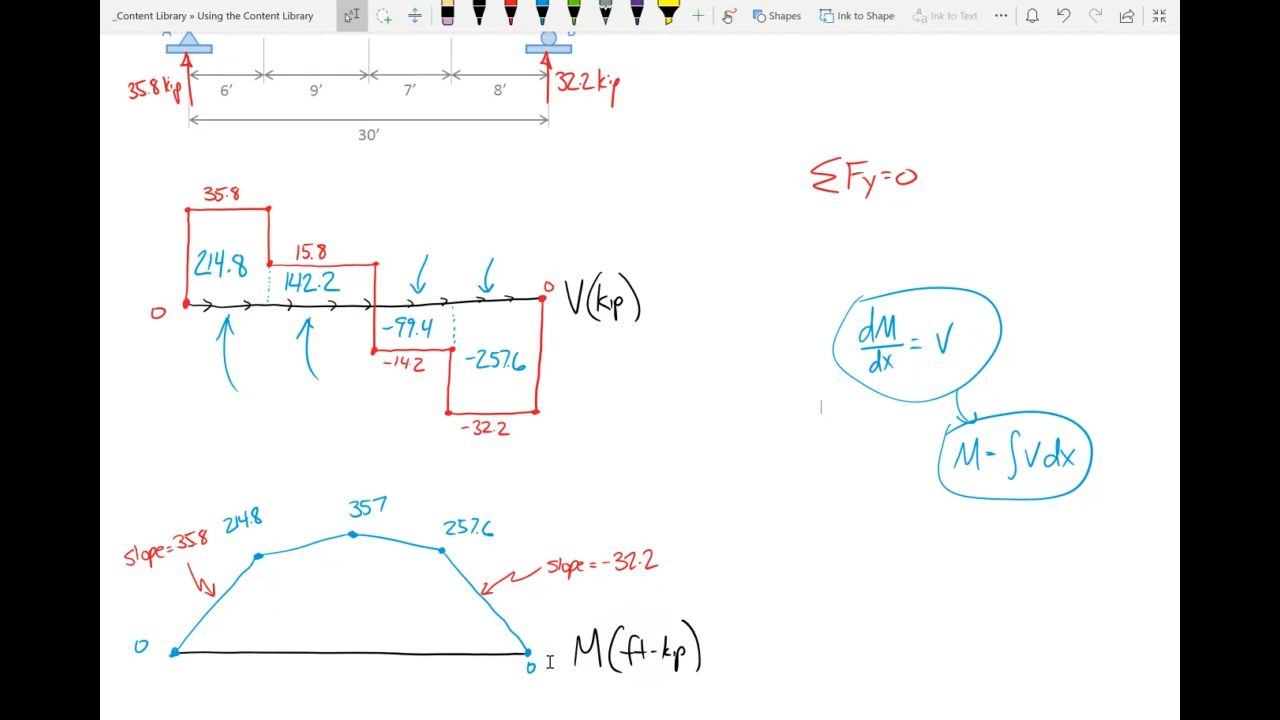 _Content Library » Using the Content Library
Shapes
Ink to Shape
Ink to Text
35.8 kip
32.2 kip
6'
9'
7'
8'
30'
ΣFy=0
35.8
15.8
214.8
142.2
0
0
V(kip)
-99.4
-14.2
-257.6
-32.2
dM/dx = V
M = ∫Vdx
357
214.8
257.6
slope=35.8
slope=-32.2
0
0
M(ft-kip)